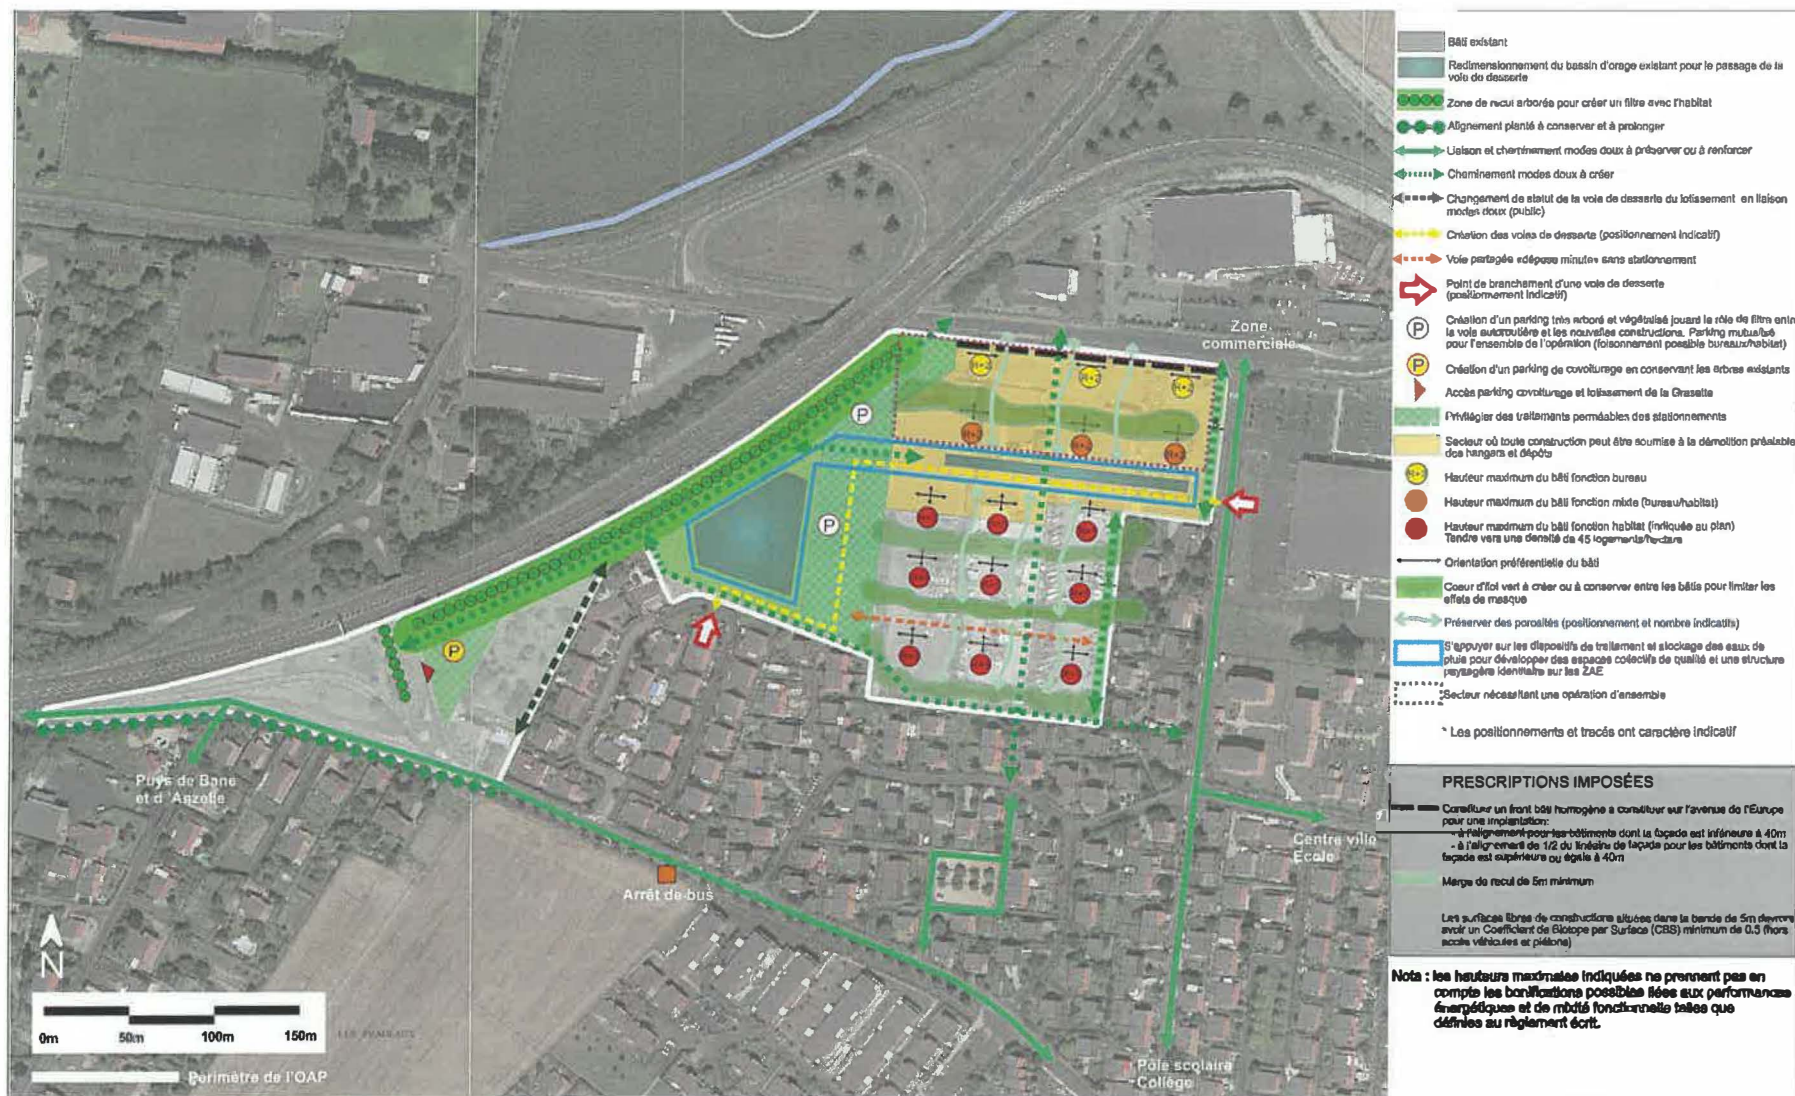 Zone
commerciale
Puys de Bane
et d'Anzelle
Arrêt de bus
Centre ville
Ecole
Pôle scolaire
Collège
P
P
P
N
0m 50m 100m 150m
Périmètre de l'OAP
Bâti existant
Redimensionnement du bassin d'orage existant pour le passage de la
voie de desserte
Zone de recul arborée pour créer un filtre avec l'habitat
Alignement planté à conserver et à prolonger
Liaison et cheminement modes doux à préserver ou à renforcer
Cheminement modes doux à créer
Changement de statut de la voie de desserte du lotissement en liaison
modes doux (public)
Création des voies de desserte (positionnement indicatif)
Voie partagée «dépose minute» sans stationnement
Point de branchement d'une voie de desserte
(positionnement indicatif)
P
Création d'un parking très arboré et végétalisé jouant le rôle de filtre entre
la voie autoroutière et les nouvelles constructions. Parking mutualisé
pour l'ensemble de l'opération (foisonnement possible bureaux/habitat)
P
Création d'un parking de covoiturage en conservant les arbres existants
Accès parking covoiturage et lotissement de la Grasette
Privilégier des traitements perméables des stationnements
Secteur où toute construction peut être soumise à la démolition préalable
des hangars et dépôts
Hauteur maximum du bâti fonction bureau
Hauteur maximum du bâti fonction mixte (bureau/habitat)
Hauteur maximum du bâti fonction habitat (indiquée au plan)
Tendre vers une densité de 45 logements/hectare
Orientation préférentielle du bâti
Coeur d'îlot vert à créer ou à conserver entre les bâtis pour limiter les
effets de masque
Préserver des porosités (positionnement et nombre indicatifs)
S'appuyer sur les dispositifs de traitement et stockage des eaux de
pluie pour développer des espaces collectifs de qualité et une structure
paysagère identitaire sur les ZAE
Secteur nécessitant une opération d'ensemble
* Les positionnements et tracés ont caractère indicatif
PRESCRIPTIONS IMPOSÉES
Constituer un front bâti homogène a constituer sur l'avenue de l'Europe
pour une implantation:
- à l'alignement pour les bâtiments dont la façade est inférieure à 40m
- à l'alignement de 1/2 du linéaire de façade pour les bâtiments dont la
façade est supérieure ou égale à 40m
Marge de recul de 5m minimum
Les surfaces libres de constructions situées dans la bande de 5m devront
avoir un Coefficient de Biotope par Surface (CBS) minimum de 0.5 (hors
accès véhicules et piétons)
Nota : les hauteurs maximales indiquées ne prennent pas en
compte les bonifications possibles liées aux performances
énergétiques et de mixité fonctionnelle telles que
définies au règlement écrit.